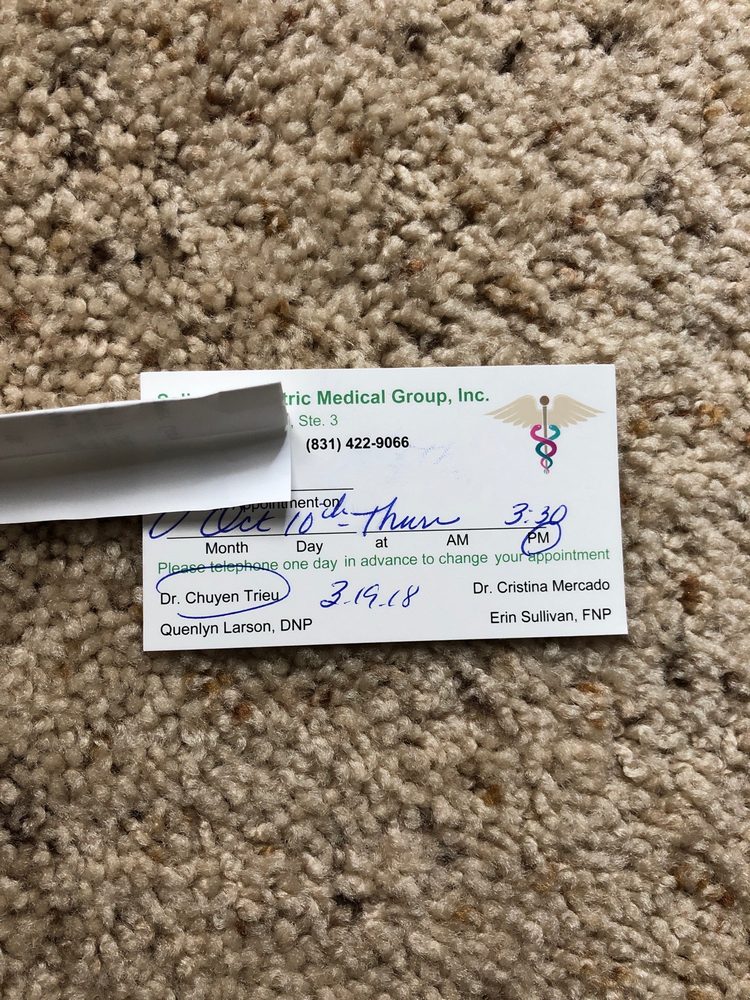 tric Medical Group, Inc.
, Ste. 3
(831) 422-9066
ppointment on
Oct 10th - Thurs 3:30
Month Day at AM PM
Please telephone one day in advance to change your appointment
Dr. Chuyen Trieu 3-19-18 Dr. Cristina Mercado
Quenlyn Larson, DNP Erin Sullivan, FNP